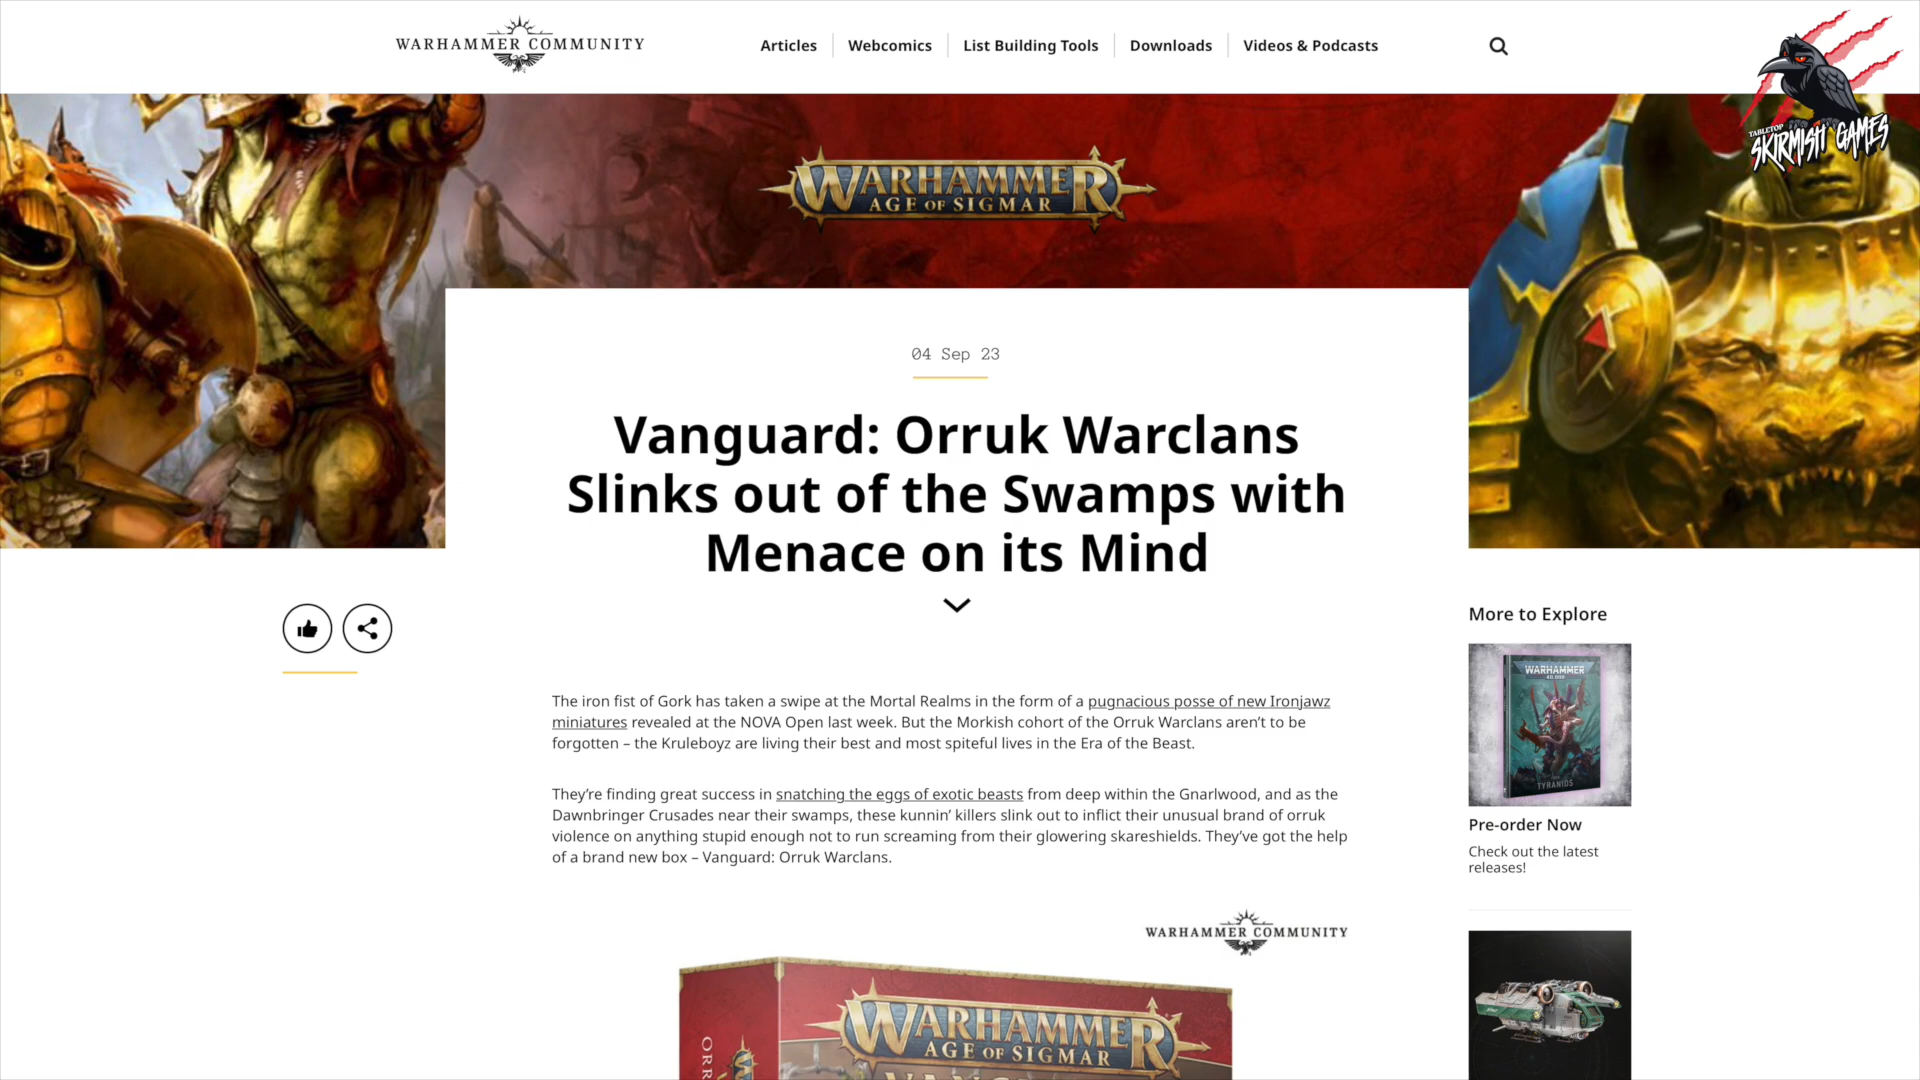 WARHAMMER COMMUNITY
Articles
Webcomics
List Building Tools
Downloads
Videos & Podcasts
TABLETOP
SKIRMISH GAMES
WARHAMMER
AGE OF SIGMAR
04 Sep 23
Vanguard: Orruk Warclans
Slinks out of the Swamps with
Menace on its Mind
The iron fist of Gork has taken a swipe at the Mortal Realms in the form of a pugnacious posse of new Ironjawz
miniatures revealed at the NOVA Open last week. But the Morkish cohort of the Orruk Warclans aren’t to be
forgotten – the Kruleboyz are living their best and most spiteful lives in the Era of the Beast.
They’re finding great success in snatching the eggs of exotic beasts from deep within the Gnarlwood, and as the
Dawnbringer Crusades near their swamps, these kunnin’ killers slink out to inflict their unusual brand of orruk
violence on anything stupid enough not to run screaming from their glowering skareshields. They’ve got the help
of a brand new box – Vanguard: Orruk Warclans.
WARHAMMER COMMUNITY
ORR
WARHAMMER
AGE OF SIGMAR
More to Explore
WARHAMMER
40,000
TYRANIDS
Pre-order Now
Check out the latest
releases!